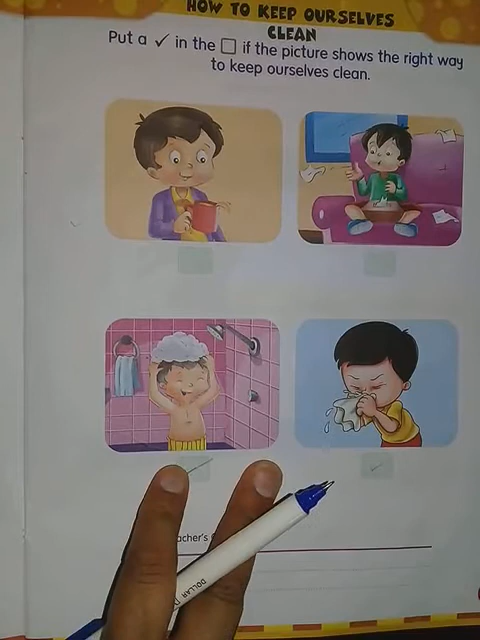 HOW TO KEEP OURSELVES
CLEAN
Put a ✓ in the □ if the picture shows the right way
to keep ourselves clean.
acher's
DOLLAR